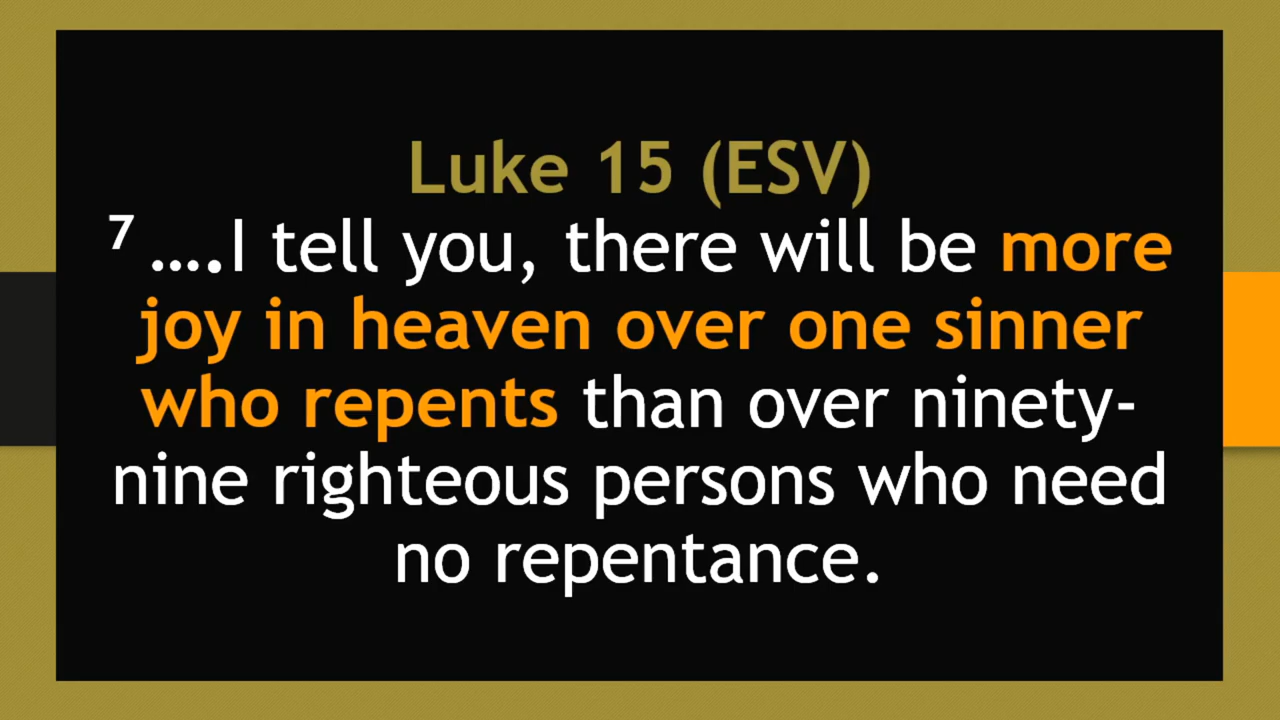 Luke 15 (ESV)
7 ….I tell you, there will be more
joy in heaven over one sinner
who repents than over ninety-
nine righteous persons who need
no repentance.